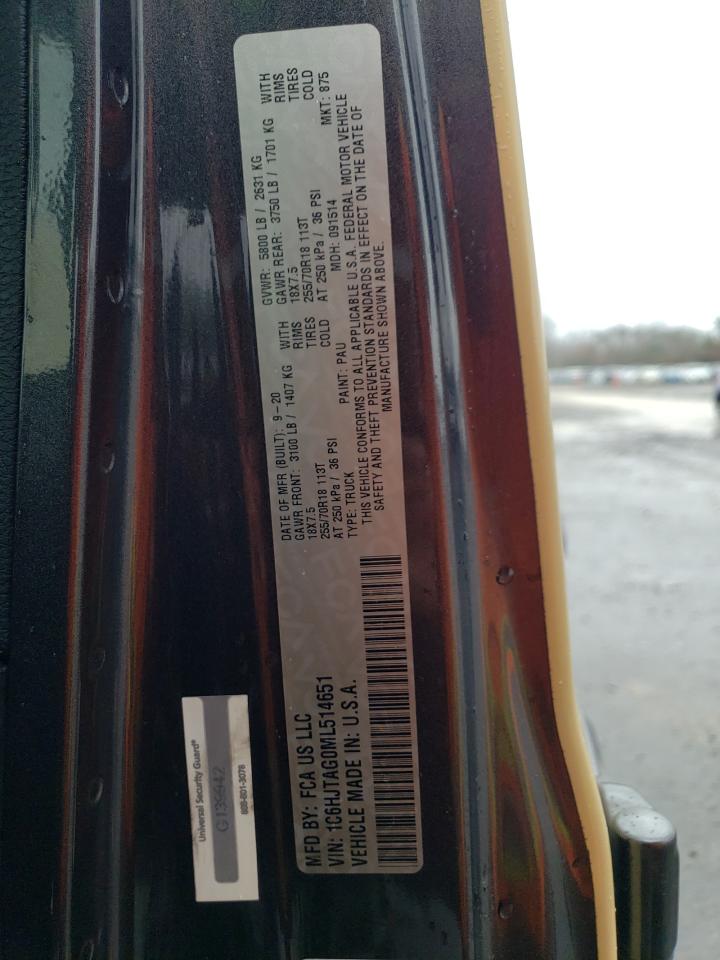 MFD BY: FCA US LLC
VIN: 1C6HJTAG0ML514651
VEHICLE MADE IN: U.S.A.
DATE OF MFR (BUILT): 9-20
GAWR FRONT: 3100 LB / 1407 KG WITH
18X7.5 RIMS
255/70R18 113T TIRES
AT 250 kPa / 36 PSI COLD
TYPE: TRUCK PAINT: PAU MDH: 091514 MKT: 875
GVWR: 5800 LB / 2631 KG
GAWR REAR: 3750 LB / 1701 KG WITH
18X7.5 RIMS
255/70R18 113T TIRES
AT 250 kPa / 36 PSI COLD
THIS VEHICLE CONFORMS TO ALL APPLICABLE U.S.A. FEDERAL MOTOR VEHICLE
SAFETY AND THEFT PREVENTION STANDARDS IN EFFECT ON THE DATE OF
MANUFACTURE SHOWN ABOVE.
Universal Security Guard®